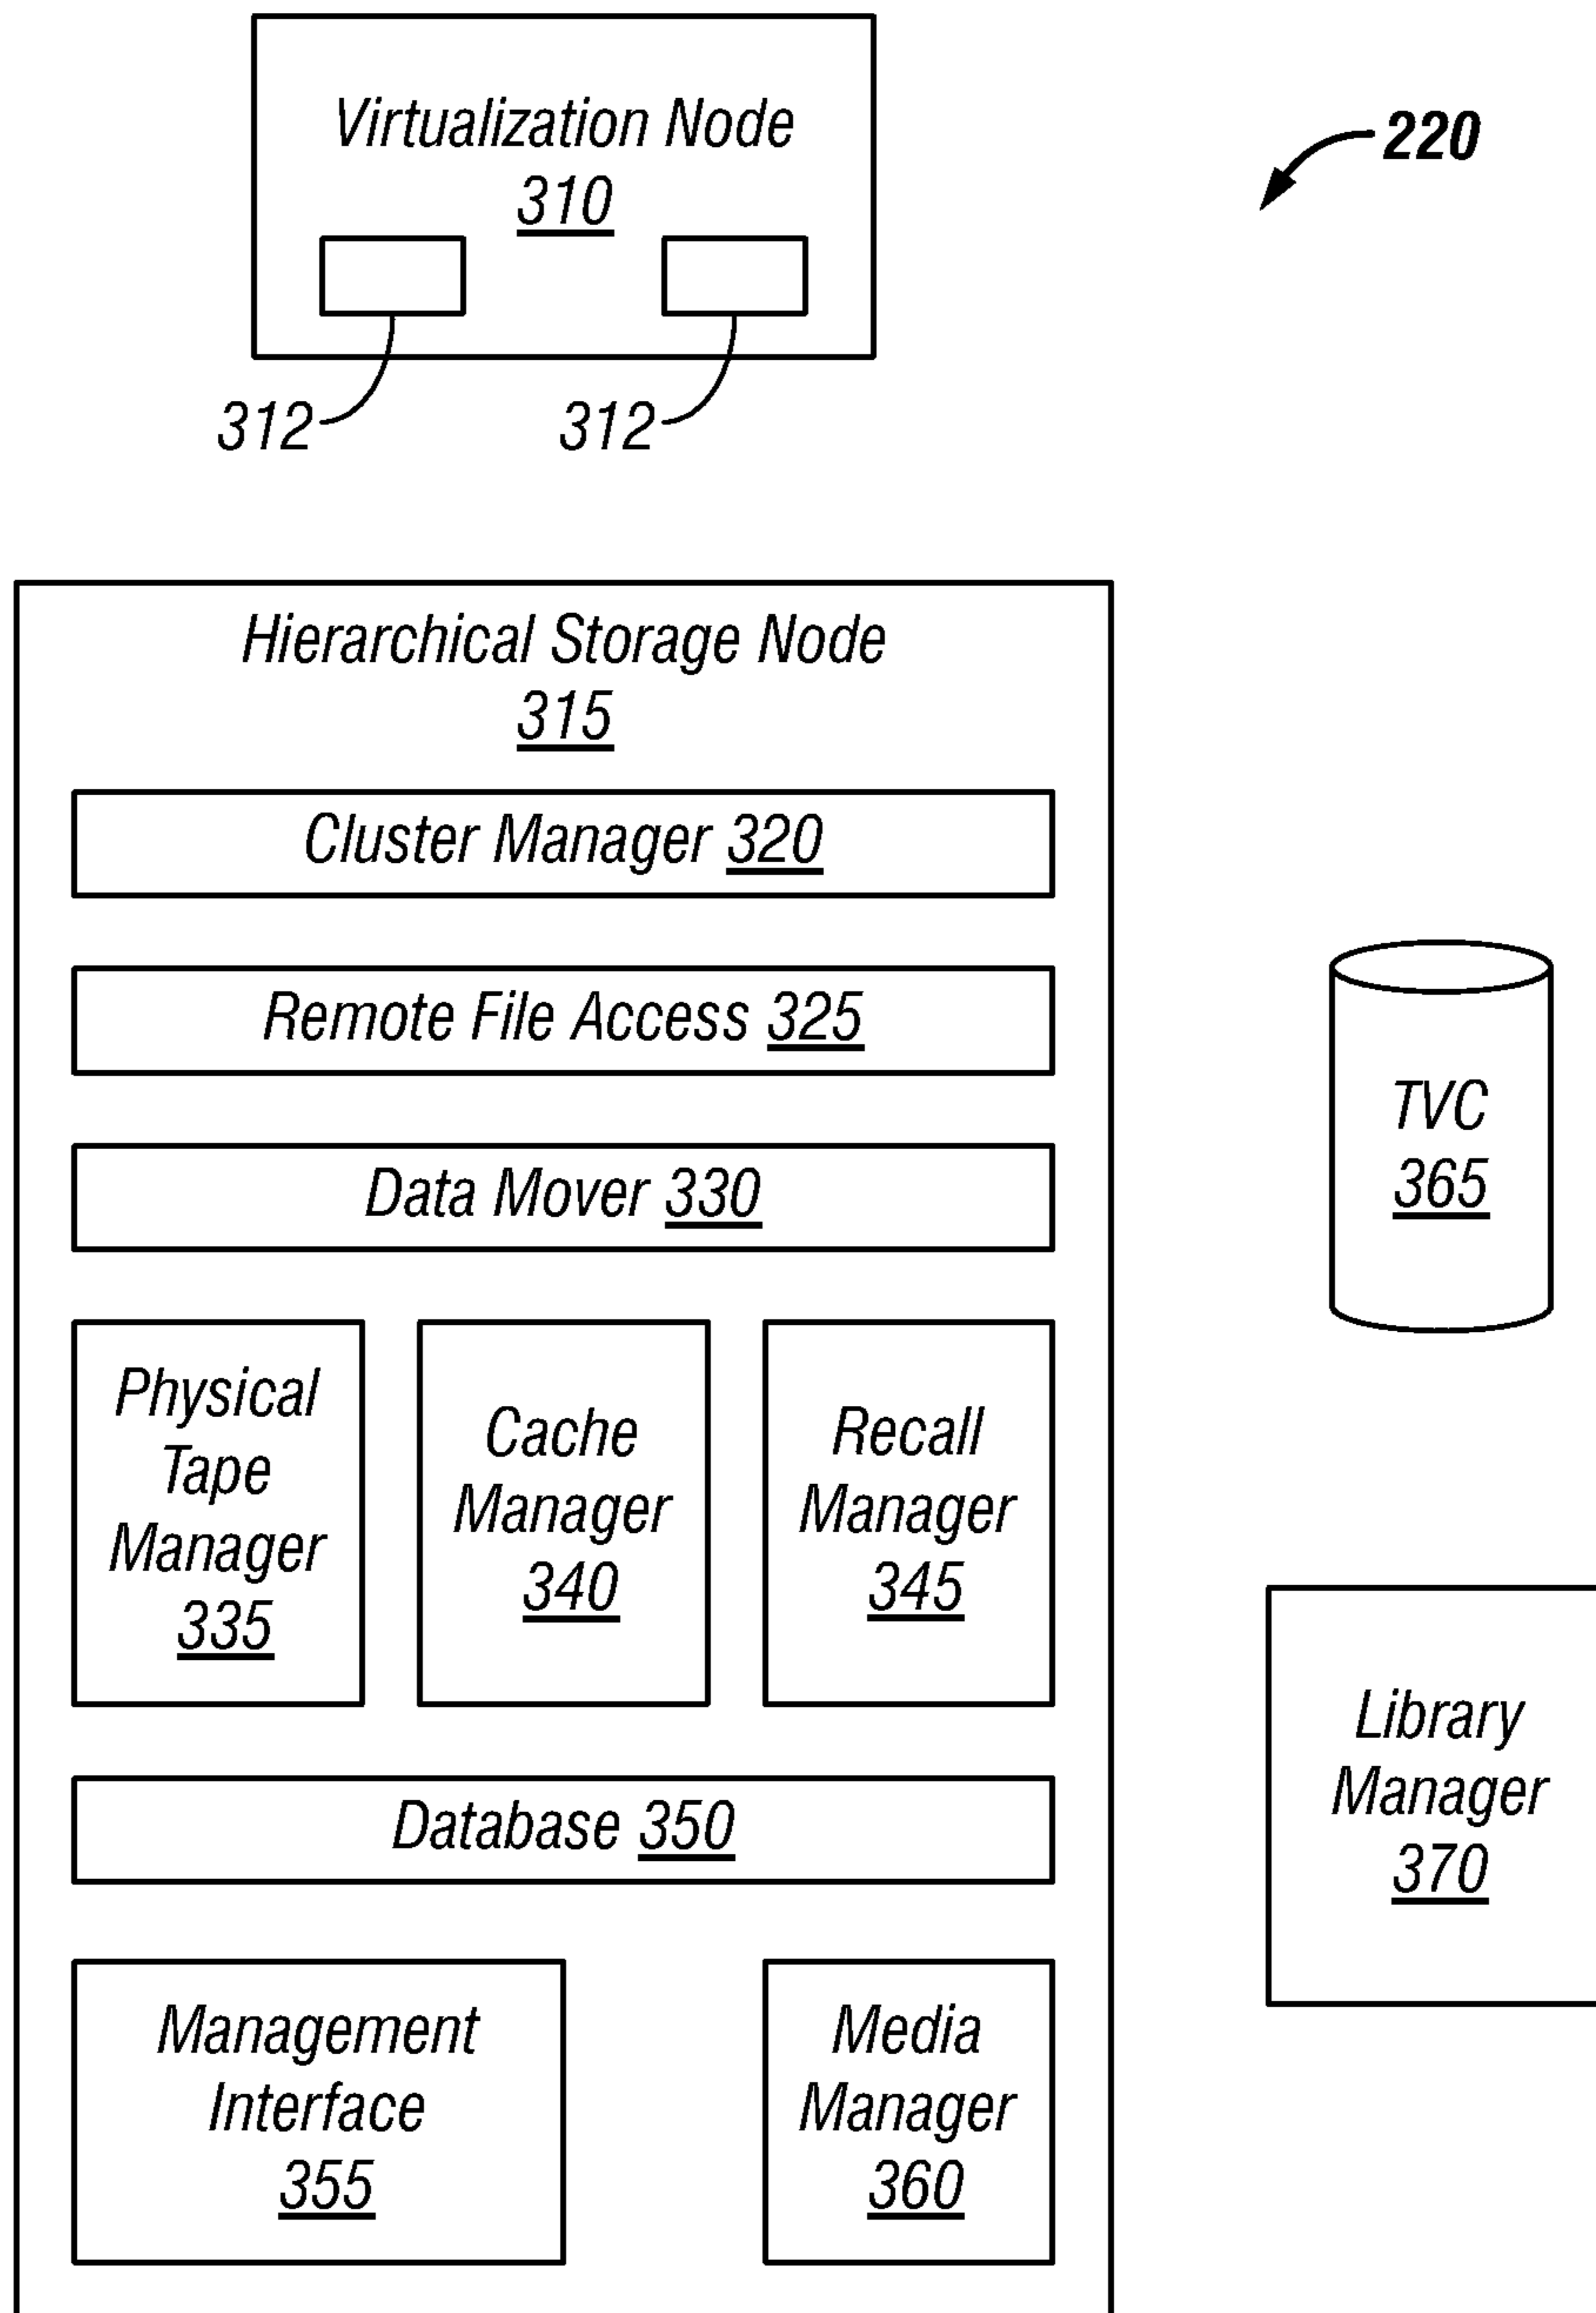 Virtualization Node
310
220
312
312
Hierarchical Storage Node
315
Cluster Manager 320
Remote File Access 325
Data Mover 330
TVC
365
Physical
Tape
Manager
335
Cache
Manager
340
Recall
Manager
345
Library
Manager
370
Database 350
Management
Interface
355
Media
Manager
360